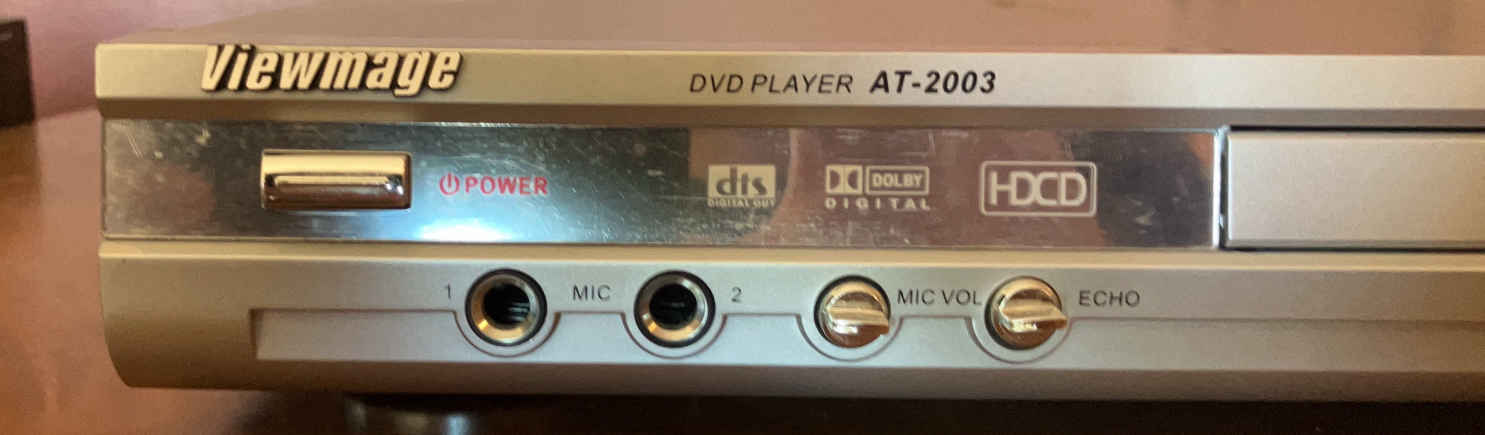 Viewmage
DVD PLAYER AT-2003
POWER
dts
DIGITAL OUT
DOLBY
DIGITAL
HDCD
1 MIC 2 MIC VOL ECHO